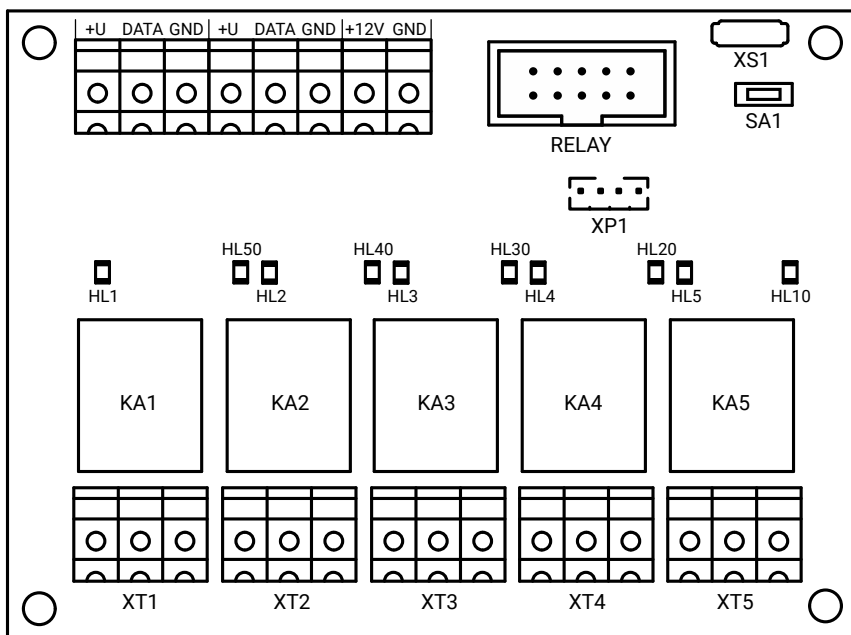 +U DATA GND +U DATA GND +12V GND
XS1
SA1
RELAY
XP1
HL50 HL40 HL30 HL20
HL1 HL2 HL3 HL4 HL5 HL10
KA1 KA2 KA3 KA4 KA5
XT1 XT2 XT3 XT4 XT5